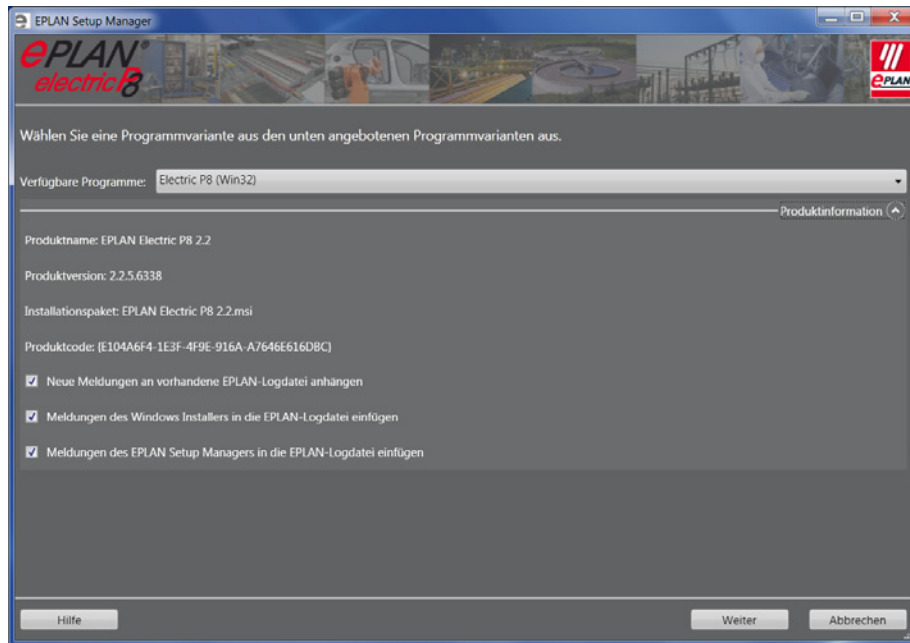 EPLAN Setup Manager
ePLAN®
electric P8
ePLAN
Wählen Sie eine Programmvariante aus den unten angebotenen Programmvarianten aus.
Verfügbare Programme: Electric P8 (Win32)
Produktinformation
Produktname: EPLAN Electric P8 2.2
Produktversion: 2.2.5.6338
Installationspaket: EPLAN Electric P8 2.2.msi
Produktcode: {E104A6F4-1E3F-4F9E-916A-A7646E616DBC}
Neue Meldungen an vorhandene EPLAN-Logdatei anhängen
Meldungen des Windows Installers in die EPLAN-Logdatei einfügen
Meldungen des EPLAN Setup Managers in die EPLAN-Logdatei einfügen
Hilfe Weiter Abbrechen